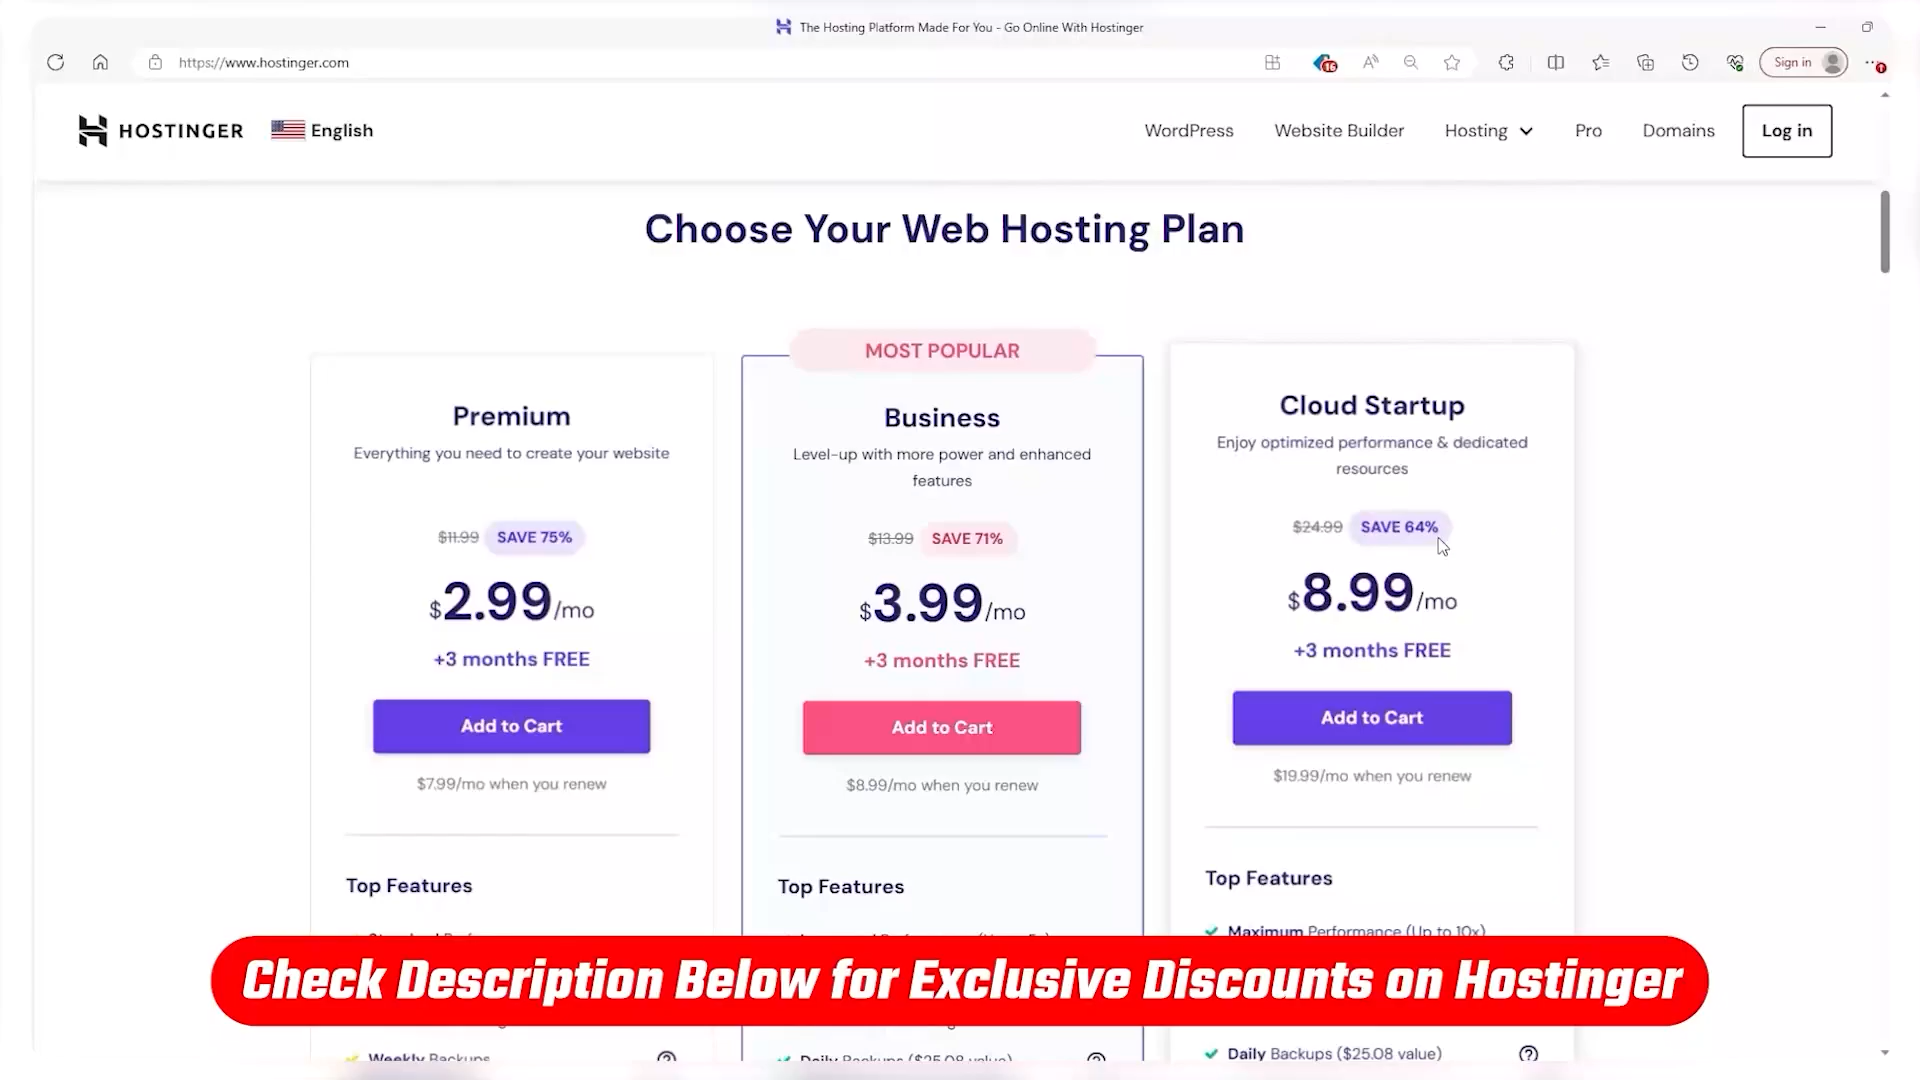 The Hosting Platform Made For You - Go Online With Hostinger
https://www.hostinger.com
16
Sign in
HOSTINGER
English
WordPress
Website Builder
Hosting
Pro
Domains
Log in
Choose Your Web Hosting Plan
Premium
Everything you need to create your website
$11.99 SAVE 75%
$2.99/mo
+3 months FREE
Add to Cart
$7.99/mo when you renew
Top Features
Weekly Backups
MOST POPULAR
Business
Level-up with more power and enhanced
features
$13.99 SAVE 71%
$3.99/mo
+3 months FREE
Add to Cart
$8.99/mo when you renew
Top Features
Daily Backups ($25.08 value)
Cloud Startup
Enjoy optimized performance & dedicated
resources
$24.99 SAVE 64%
$8.99/mo
+3 months FREE
Add to Cart
$19.99/mo when you renew
Top Features
Maximum Performance (Up to 10x)
Daily Backups ($25.08 value)
Check Description Below for Exclusive Discounts on Hostinger